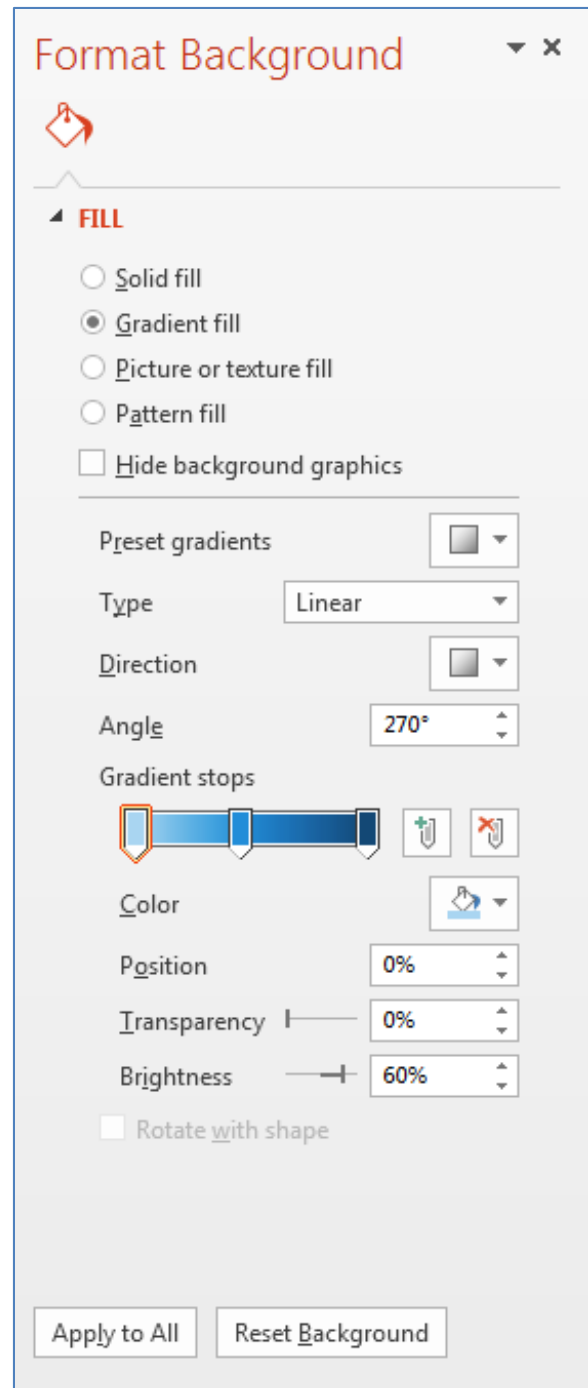 Format Background
FILL
Solid fill
Gradient fill
Picture or texture fill
Pattern fill
Hide background graphics
Preset gradients
Type Linear
Direction
Angle 270°
Gradient stops
Color
Position 0%
Transparency 0%
Brightness 60%
Rotate with shape
Apply to All Reset Background